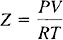 Z = PV/RT